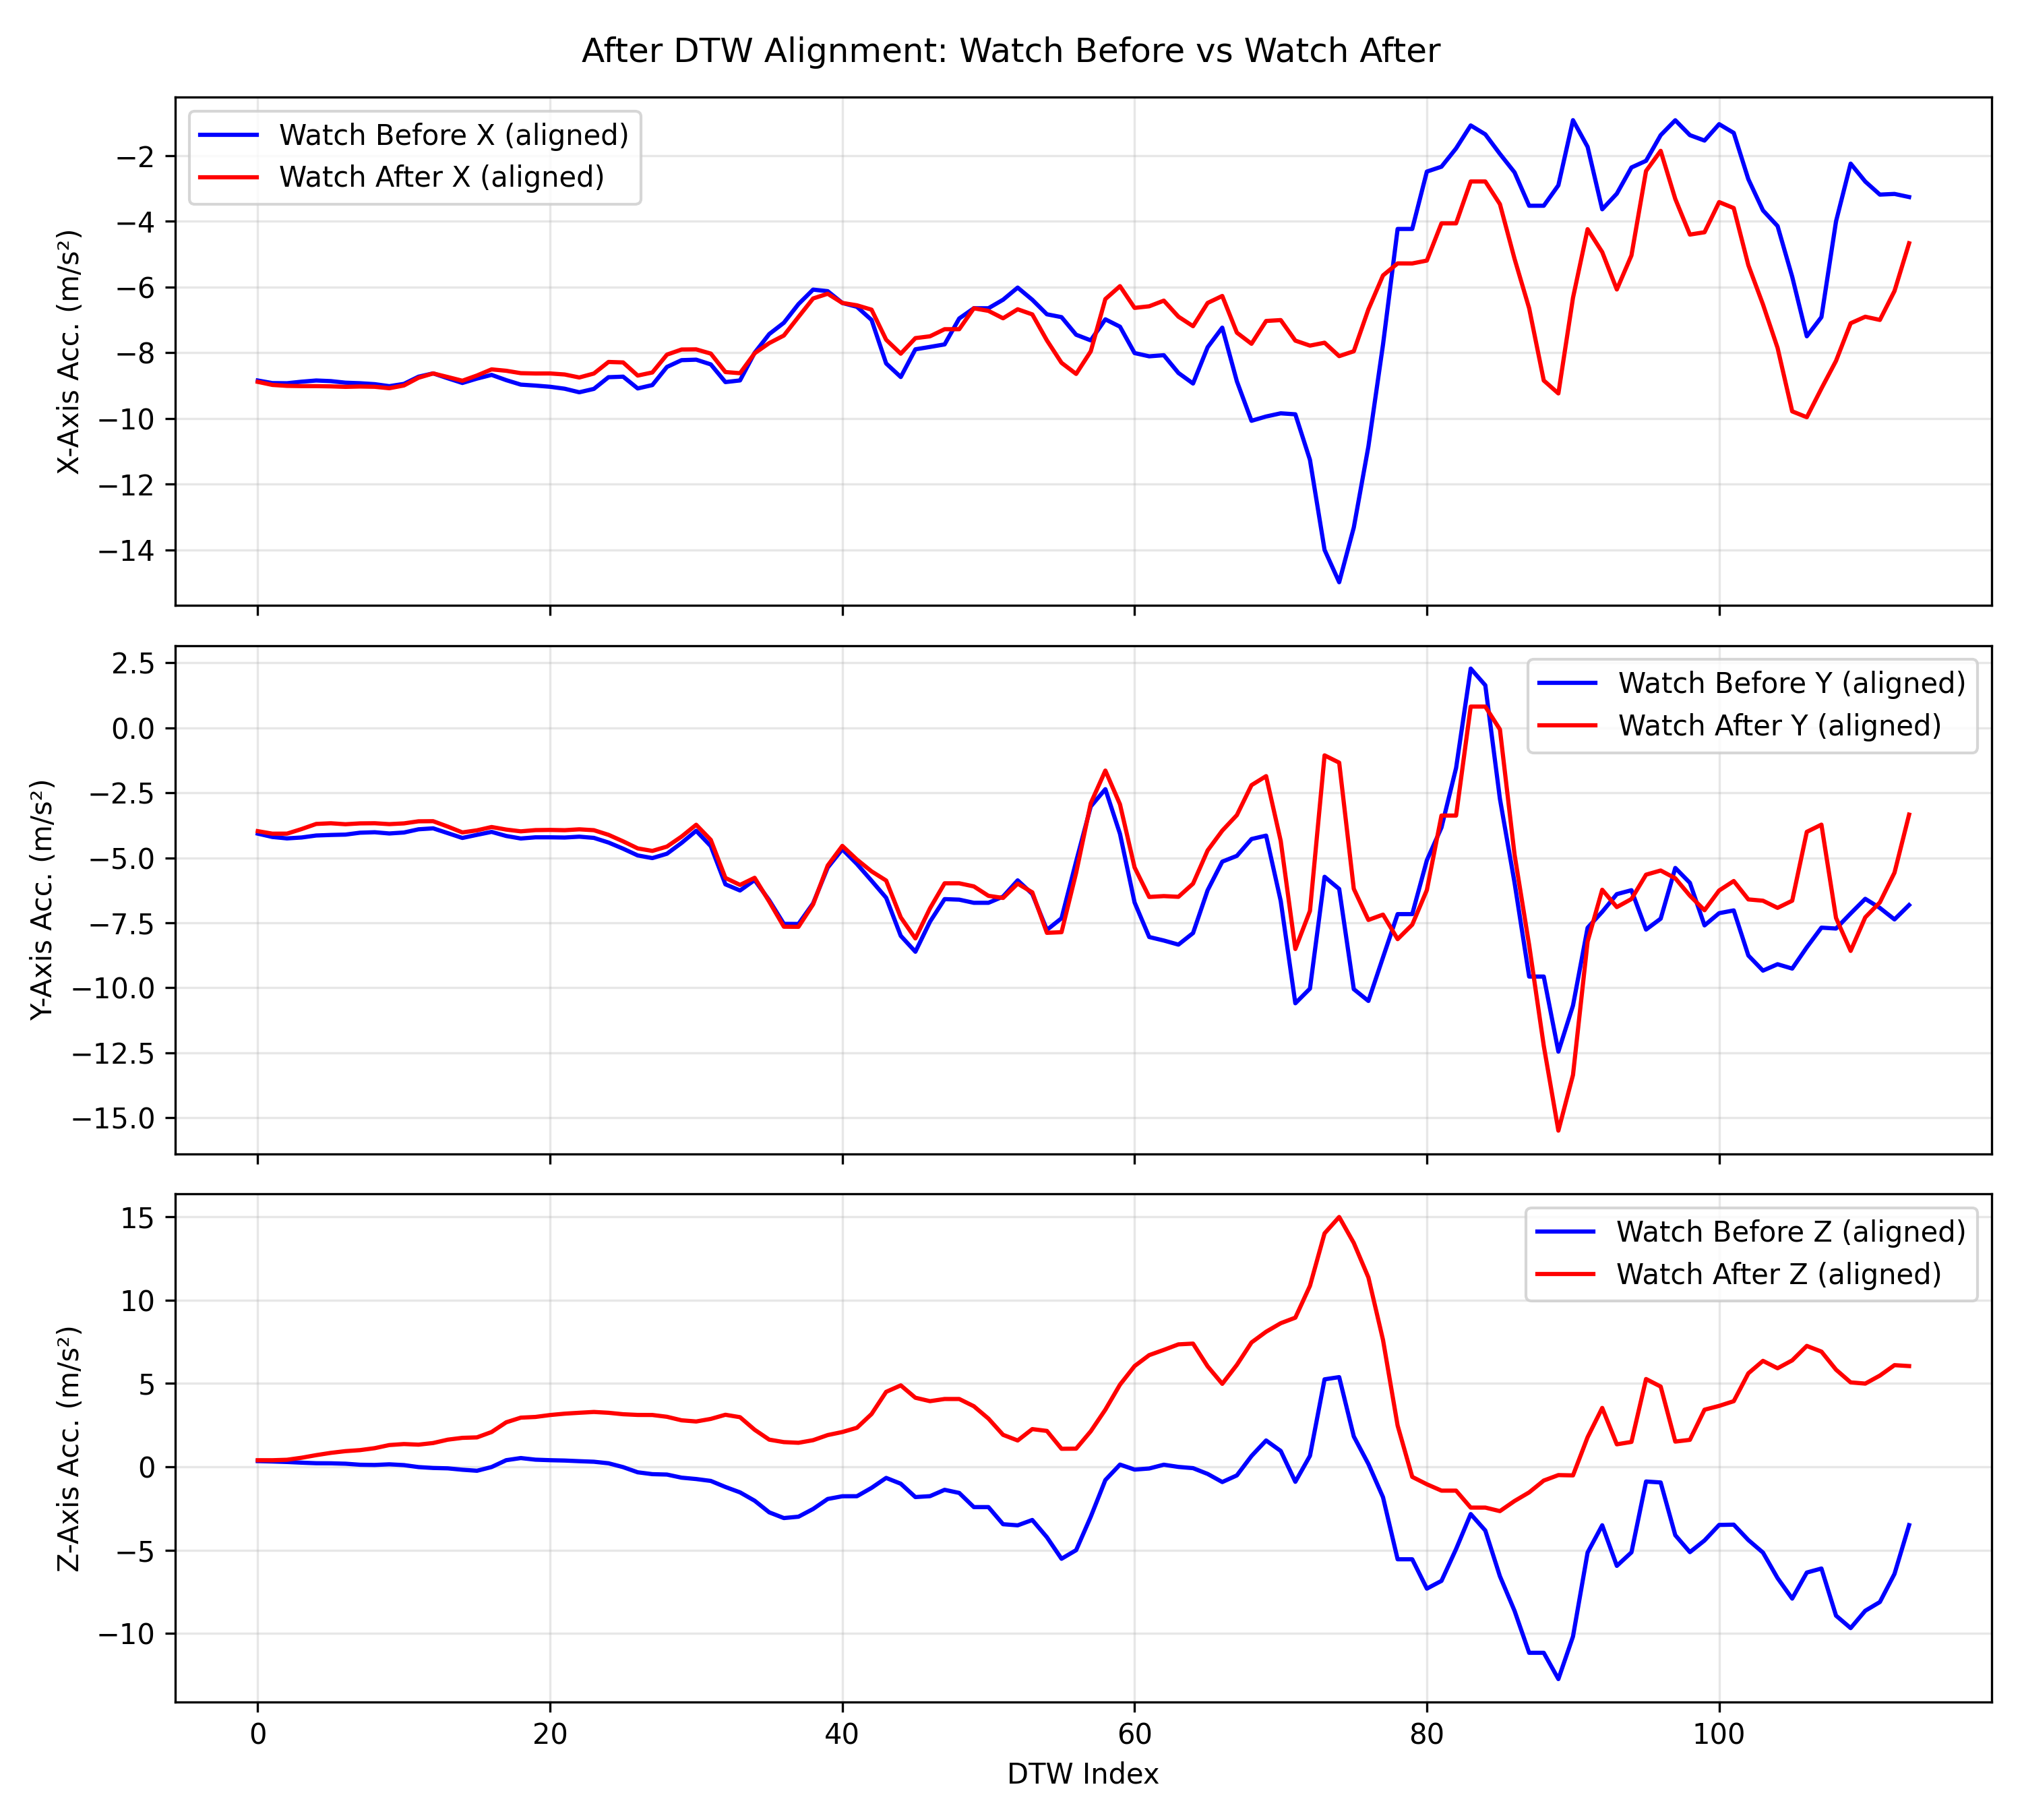 After DTW Alignment: Watch Before vs Watch After
Watch Before X (aligned)
Watch After X (aligned)
X-Axis Acc. (m/s²)
−2
−4
−6
−8
−10
−12
−14
Watch Before Y (aligned)
Watch After Y (aligned)
Y-Axis Acc. (m/s²)
2.5
0.0
−2.5
−5.0
−7.5
−10.0
−12.5
−15.0
Watch Before Z (aligned)
Watch After Z (aligned)
Z-Axis Acc. (m/s²)
15
10
5
0
−5
−10
0 20 40 60 80 100
DTW Index